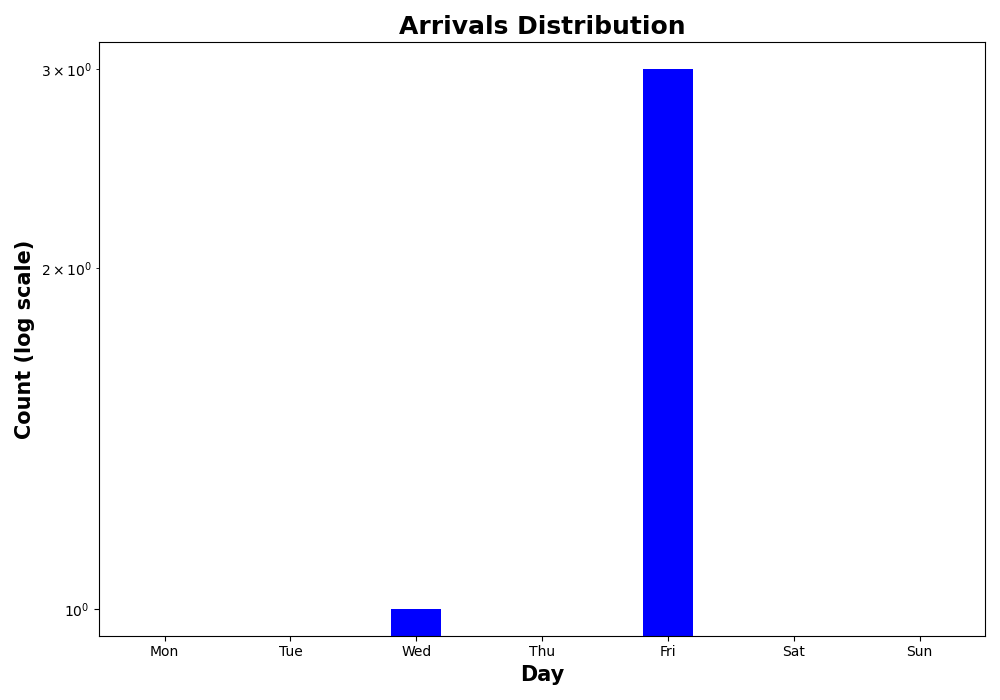 Arrivals Distribution
3 × 10⁰
2 × 10⁰
10⁰
Count (log scale)
Mon Tue Wed Thu Fri Sat Sun
Day